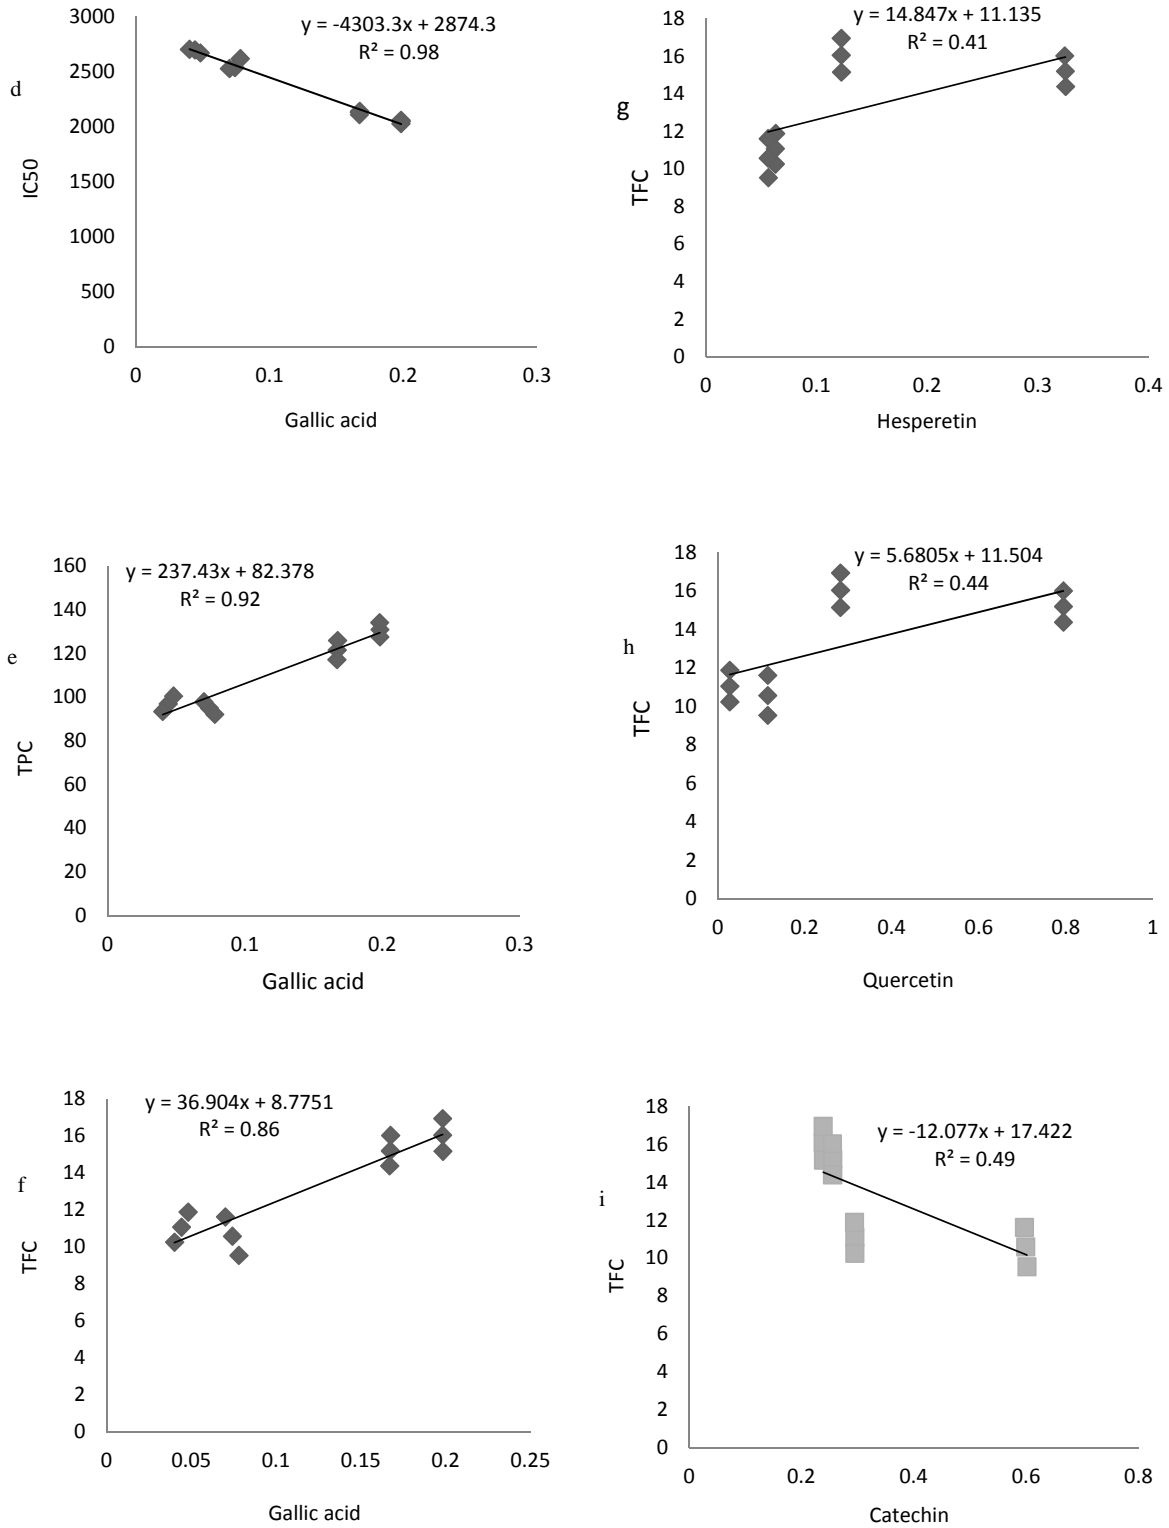 d
y = -4303.3x + 2874.3
R² = 0.98
3000
2500
2000
1500
1000
500
0
IC50
0 0.1 0.2 0.3
Gallic acid
g
y = 14.847x + 11.135
R² = 0.41
18
16
14
12
10
8
6
4
2
0
TFC
0 0.1 0.2 0.3 0.4
Hesperetin
e
y = 237.43x + 82.378
R² = 0.92
160
140
120
100
80
60
40
20
0
TPC
0 0.1 0.2 0.3
Gallic acid
h
y = 5.6805x + 11.504
R² = 0.44
18
16
14
12
10
8
6
4
2
0
TFC
0 0.2 0.4 0.6 0.8 1
Quercetin
f
y = 36.904x + 8.7751
R² = 0.86
18
16
14
12
10
8
6
4
2
0
TFC
0 0.05 0.1 0.15 0.2 0.25
Gallic acid
i
y = -12.077x + 17.422
R² = 0.49
18
16
14
12
10
8
6
4
2
0
TFC
0 0.2 0.4 0.6 0.8
Catechin